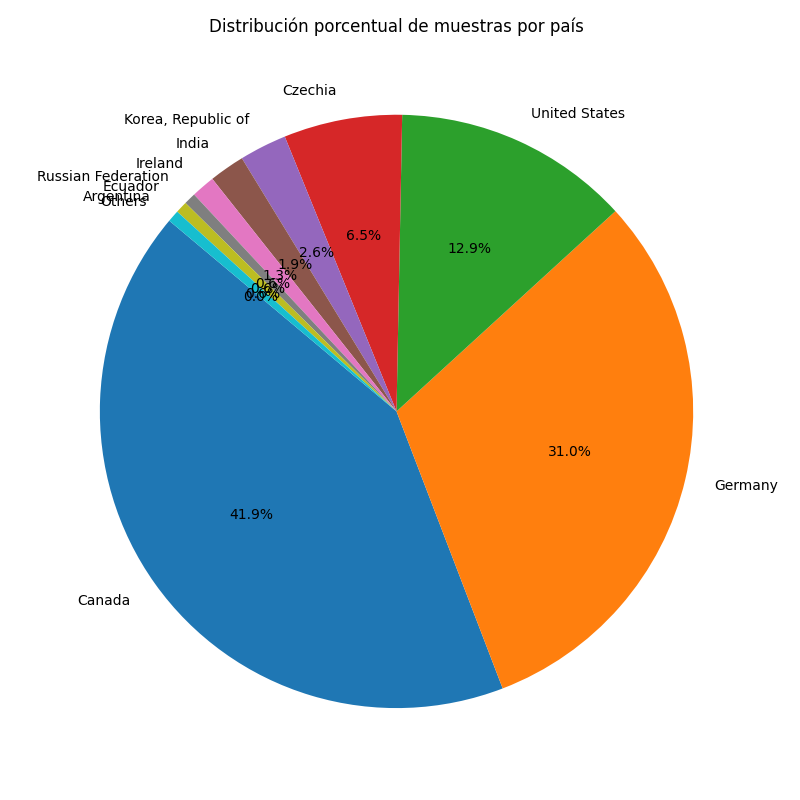 Distribución porcentual de muestras por país
Czechia
Korea, Republic of
United States
India
Ireland
Russian Federation
Ecuador
Argentina
Others
6.5%
12.9%
2.6%
1.9%
1.3%
0.6%
0.6%
0.6%
0.0%
31.0%
Germany
41.9%
Canada